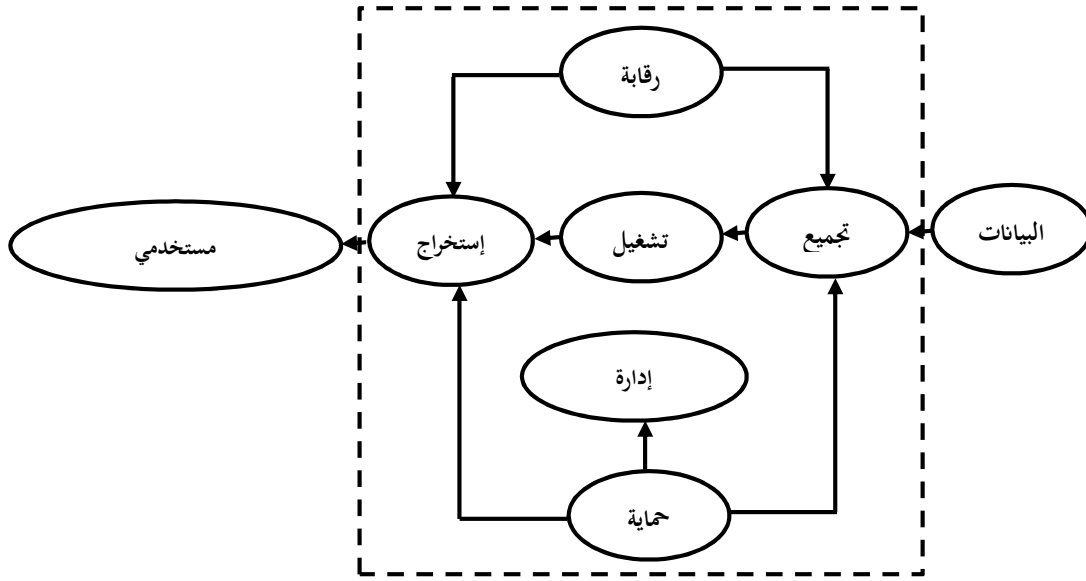 رقابة
البيانات
تجميع
تشغيل
إستخراج
مستخدمي
إدارة
حماية